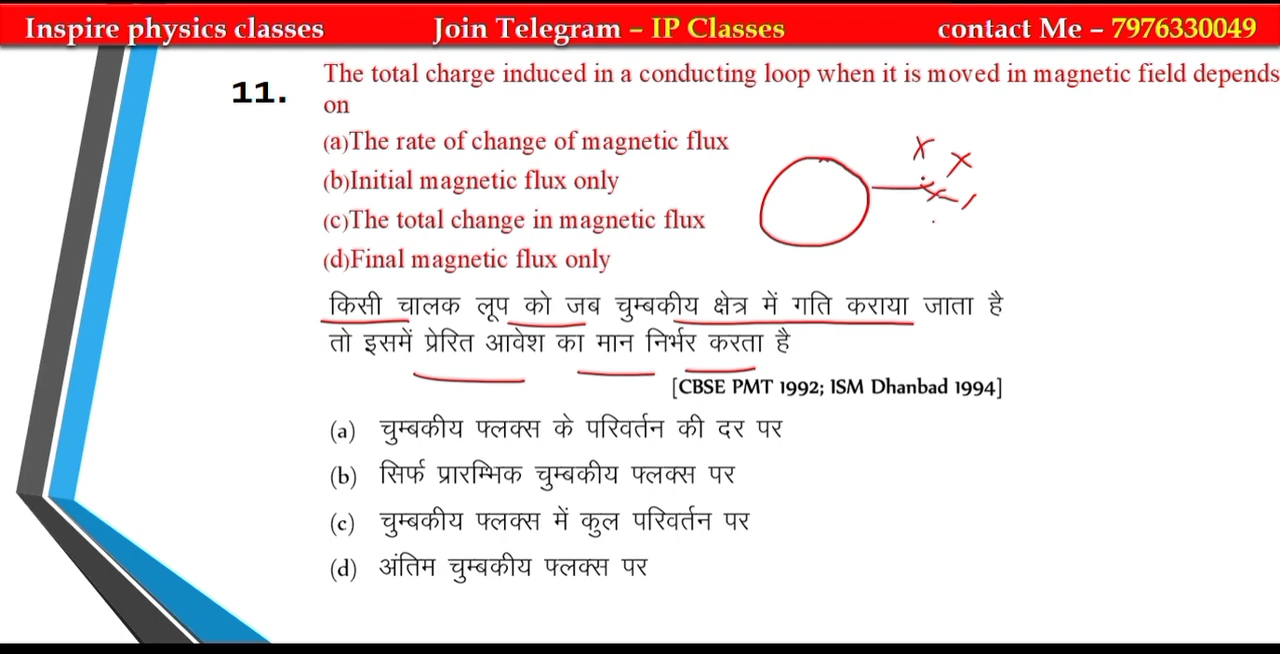 Inspire physics classes Join Telegram – IP Classes contact Me – 7976330049
11.
The total charge induced in a conducting loop when it is moved in magnetic field depends
on
(a)The rate of change of magnetic flux
(b)Initial magnetic flux only
(c)The total change in magnetic flux
(d)Final magnetic flux only
किसी चालक लूप को जब चुम्बकीय क्षेत्र में गति कराया जाता है
तो इसमें प्रेरित आवेश का मान निर्भर करता है
[CBSE PMT 1992; ISM Dhanbad 1994]
(a) चुम्बकीय फ्लक्स के परिवर्तन की दर पर
(b) सिर्फ प्रारम्भिक चुम्बकीय फ्लक्स पर
(c) चुम्बकीय फ्लक्स में कुल परिवर्तन पर
(d) अंतिम चुम्बकीय फ्लक्स पर